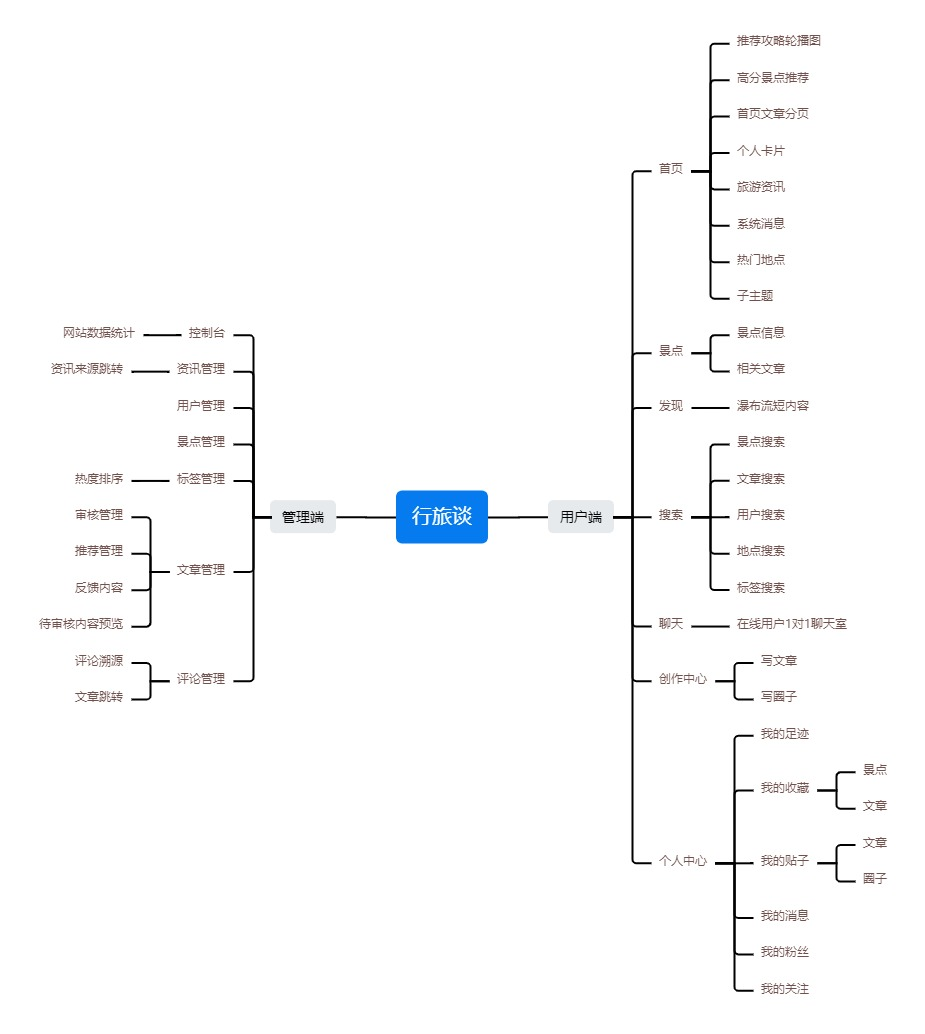 行旅谈
管理端
控制台
网站数据统计
资讯管理
资讯来源跳转
用户管理
景点管理
标签管理
热度排序
文章管理
审核管理
推荐管理
反馈内容
待审核内容预览
评论管理
评论溯源
文章跳转
用户端
首页
推荐攻略轮播图
高分景点推荐
首页文章分页
个人卡片
旅游资讯
系统消息
热门地点
子主题
景点
景点信息
相关文章
发现
瀑布流短内容
搜索
景点搜索
文章搜索
用户搜索
地点搜索
标签搜索
聊天
在线用户1对1聊天室
创作中心
写文章
写圈子
个人中心
我的足迹
我的收藏
景点
文章
我的贴子
文章
圈子
我的消息
我的粉丝
我的关注